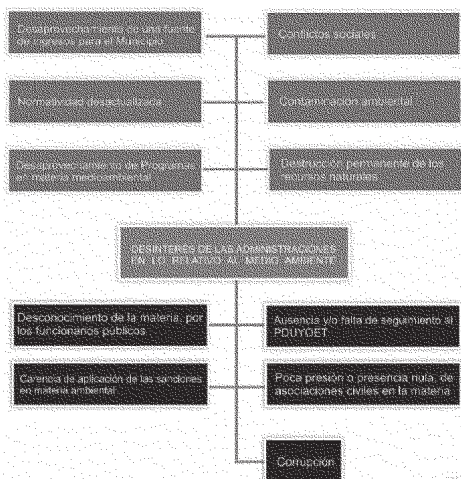 Desaprovechamiento de una fuente
de ingresos para el Municipio
Conflictos sociales
Normatividad desactualizada
Contaminación ambiental
Desaprovechamiento de Programas
en materia medioambiental
Destrucción permanente de los
recursos naturales
DESINTERÉS DE LAS ADMINISTRACIONES
EN LO RELATIVO AL MEDIO AMBIENTE
Desconocimiento de la materia, por
los funcionarios públicos
Ausencia y/o falta de seguimiento al
PDUYOET
Carencia de aplicación de las sanciones
en materia ambiental
Poca presión o presencia nula, de
asociaciones civiles en la materia
Corrupción